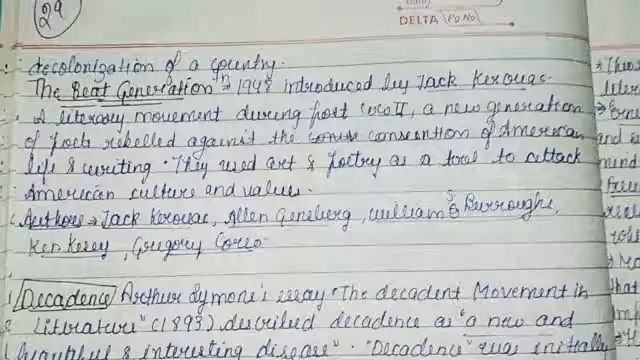 29
DELTA Pg No
decolonization of a country.
The Beat Generation → In 1948 introduced by Jack Kerouac.
A literary movement during post WWII, a new generation
of poets rebelled against the convention of American
life & writing. They used art & poetry as a tool to attack
American culture and values.
Authors → Jack Kerouac, Allen Gensberg, William S Burroughs,
Ken Kesey, Gregory Corso.
Decadence Arthur Symons's essay "The decadent Movement in
Literature" (1893) described decadence as "a new and
beautiful & interesting disease". "Decadence" was initially